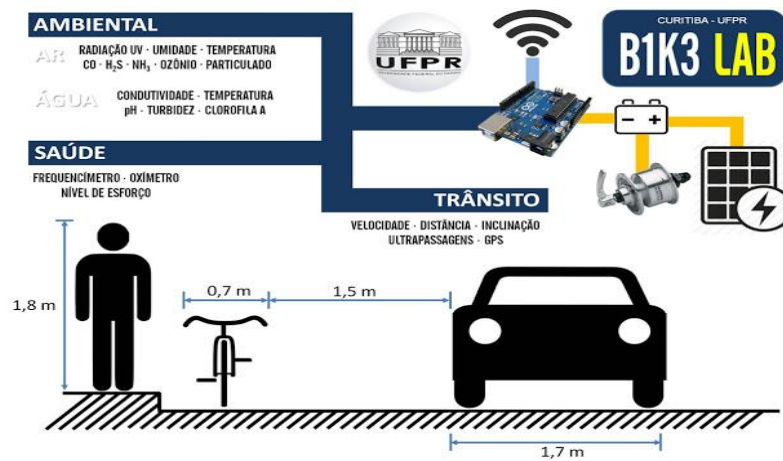 AMBIENTAL
AR
RADIAÇÃO UV · UMIDADE · TEMPERATURA
CO · H₂S · NH₃ · OZÔNIO · PARTICULADO
ÁGUA
CONDUTIVIDADE · TEMPERATURA
pH · TURBIDEZ · CLOROFILA A
SAÚDE
FREQUENCÍMETRO · OXÍMETRO
NÍVEL DE ESFORÇO
UFPR
CURITIBA - UFPR
B1K3 LAB
TRÂNSITO
VELOCIDADE · DISTÂNCIA · INCLINAÇÃO
ULTRAPASSAGENS · GPS
1,8 m
0,7 m
1,5 m
1,7 m